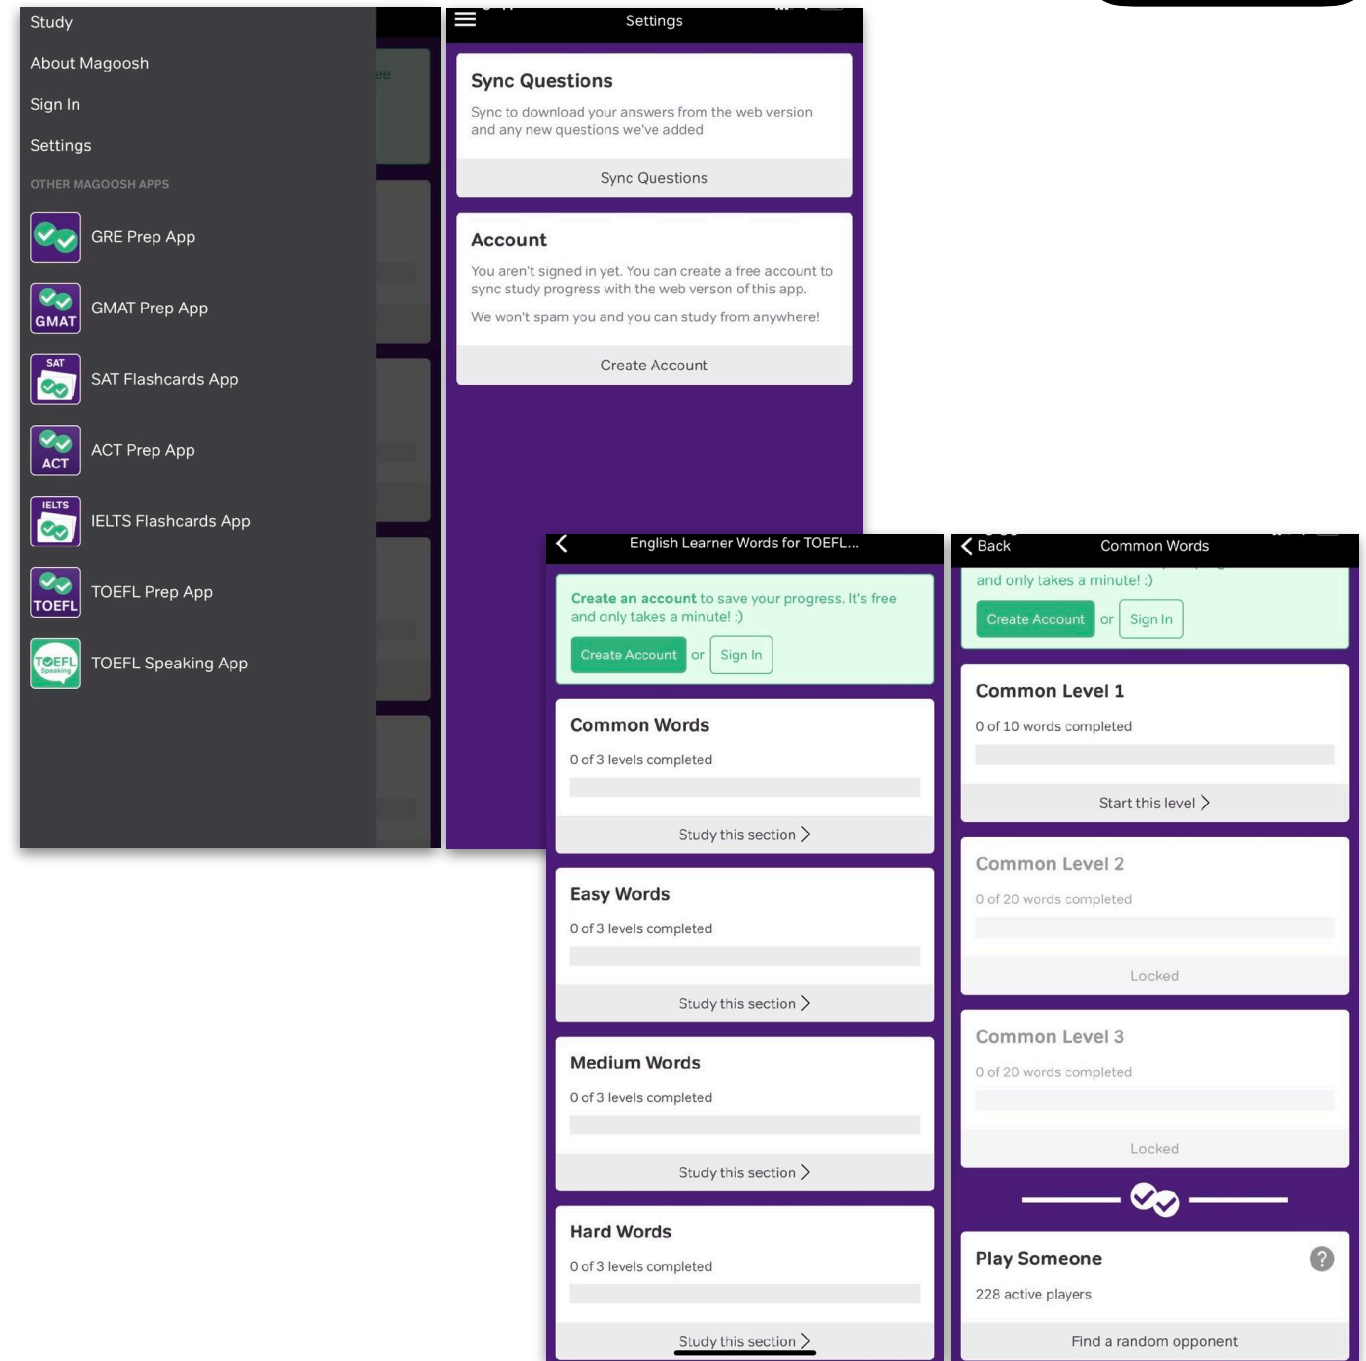 Study
About Magoosh
Sign In
Settings
OTHER MAGOOSH APPS
GRE Prep App
GMAT
GMAT Prep App
SAT
SAT Flashcards App
ACT
ACT Prep App
IELTS
IELTS Flashcards App
TOEFL
TOEFL Prep App
TOEFL
Speaking
TOEFL Speaking App
ee
Settings
Sync Questions
Sync to download your answers from the web version
and any new questions we've added
Sync Questions
Account
You aren't signed in yet. You can create a free account to
sync study progress with the web verson of this app.
We won't spam you and you can study from anywhere!
Create Account
English Learner Words for TOEFL...
Create an account to save your progress. It's free
and only takes a minute! :)
Create Account or Sign In
Common Words
0 of 3 levels completed
Study this section
Easy Words
0 of 3 levels completed
Study this section
Medium Words
0 of 3 levels completed
Study this section
Hard Words
0 of 3 levels completed
Study this section
Back
Common Words
and only takes a minute! :)
Create Account or Sign In
Common Level 1
0 of 10 words completed
Start this level
Common Level 2
0 of 20 words completed
Locked
Common Level 3
0 of 20 words completed
Locked
Play Someone
?
228 active players
Find a random opponent